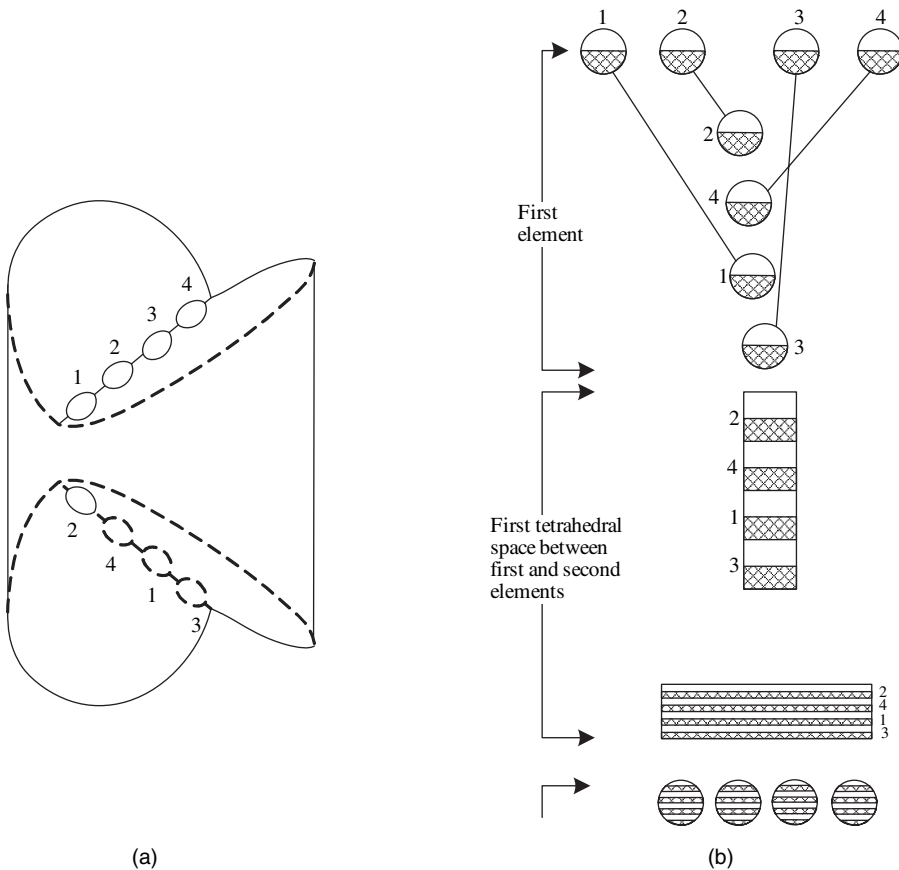 1
2
3
4
2
4
1
3
(a)
1 2 3 4
2
4
1
3
First
element
2
4
1
3
First tetrahedral
space between
first and second
elements
2
4
1
3
(b)